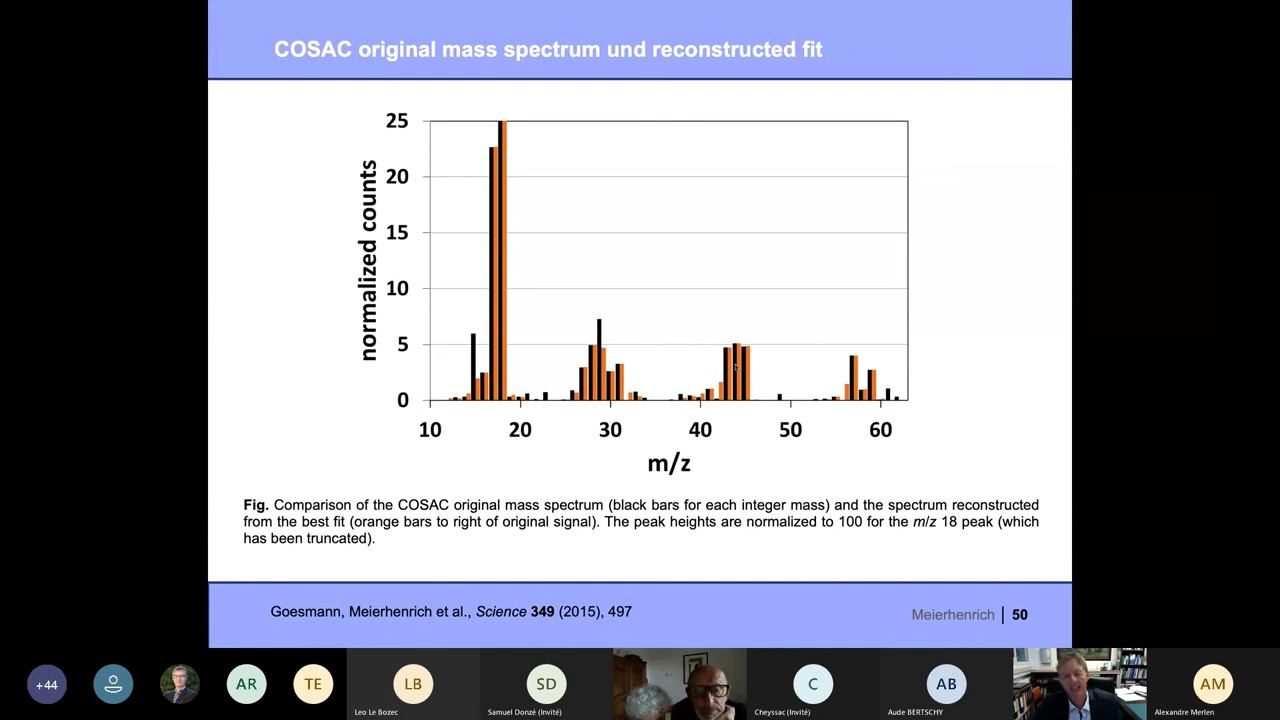 COSAC original mass spectrum und reconstructed fit
25
20
15
10
5
0
normalized counts
10 20 30 40 50 60
m/z
Fig. Comparison of the COSAC original mass spectrum (black bars for each integer mass) and the spectrum reconstructed
from the best fit (orange bars to right of original signal). The peak heights are normalized to 100 for the m/z 18 peak (which
has been truncated).
Goesmann, Meierhenrich et al., Science 349 (2015), 497
Meierhenrich | 50
+44
AR
TE
LB
Leo Le Bozec
SD
Samuel Donzé (Invité)
C
Cheyssac (Invité)
AB
Aude BERTSCHY
AM
Alexandre Merlen